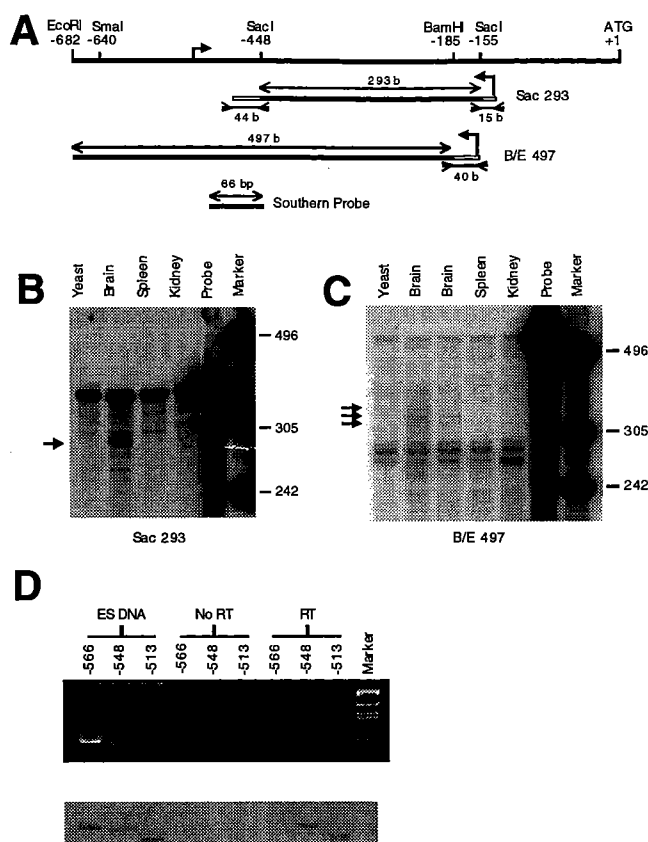 A
EcoRI SmaI SacI BamHI SacI ATG
-682 -640 -448 -185 -155 +1
293 b
Sac 293
44 b 15 b
497 b
B/E 497
40 b
66 bp
Southern Probe
B
Yeast Brain Spleen Kidney Probe Marker
496
305
242
Sac 293
C
Yeast Brain Brain Spleen Kidney Probe Marker
496
305
242
B/E 497
D
ES DNA No RT RT
-566 -548 -513 -566 -548 -513 -566 -548 -513 Marker